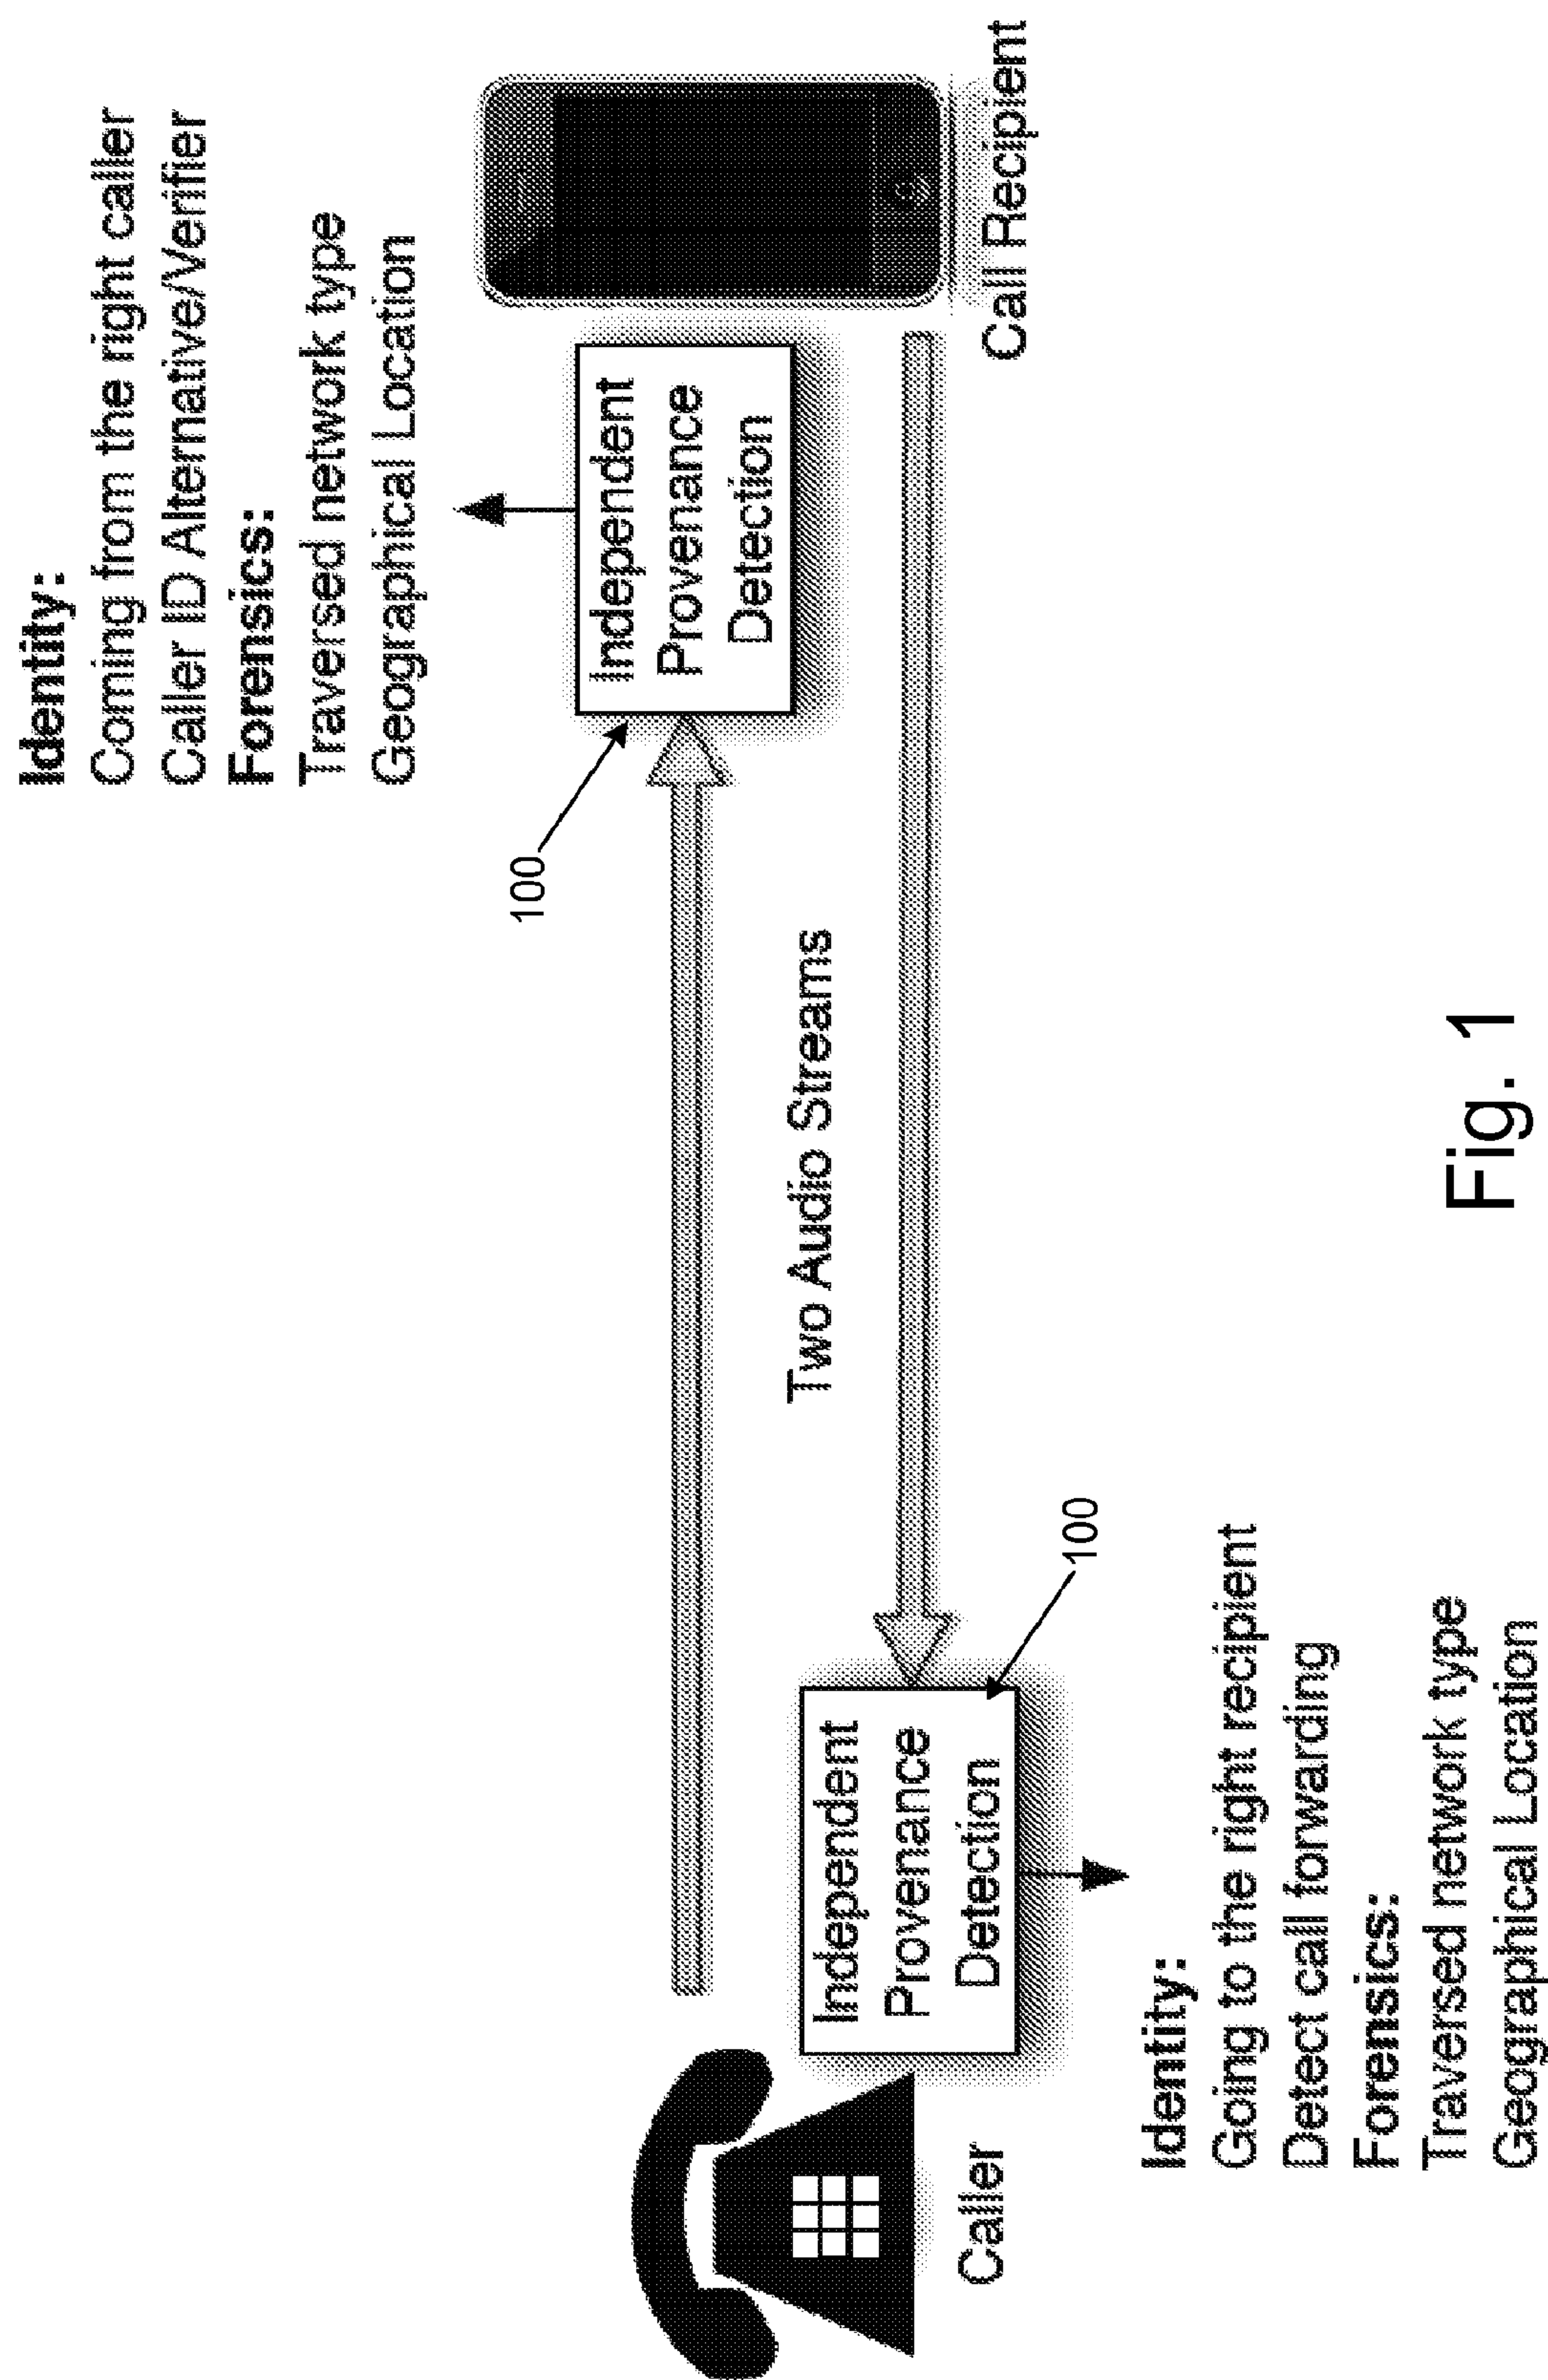 Identity:
Coming from the right caller
Caller ID Alternative/Verifier
Forensics:
Traversed network type
Geographical Location
100
Independent
Provenance
Detection
Two Audio Streams
Call Recipient
Independent
Provenance
Detection
100
Caller
Identity:
Going to the right recipient
Detect call forwarding
Forensics:
Traversed network type
Geographical Location
Fig. 1